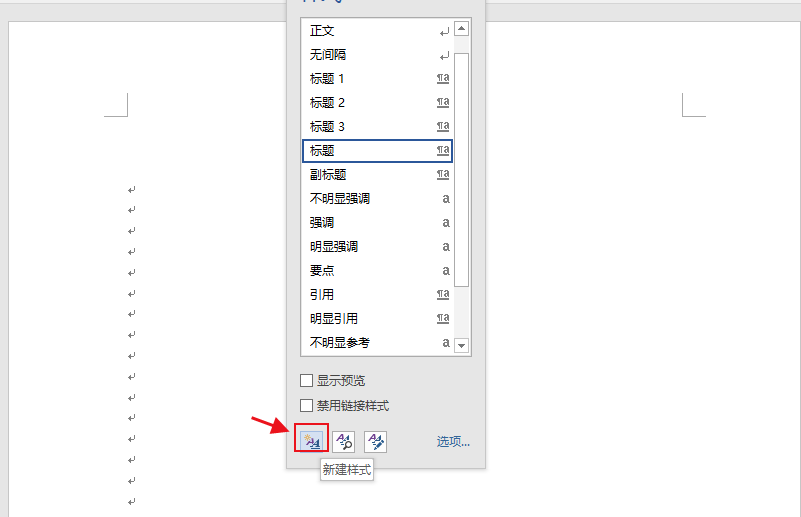 正文
无间隔
标题 1
标题 2
标题 3
标题
副标题
不明显强调
强调
明显强调
要点
引用
明显引用
不明显参考
显示预览
禁用链接样式
选项...
新建样式